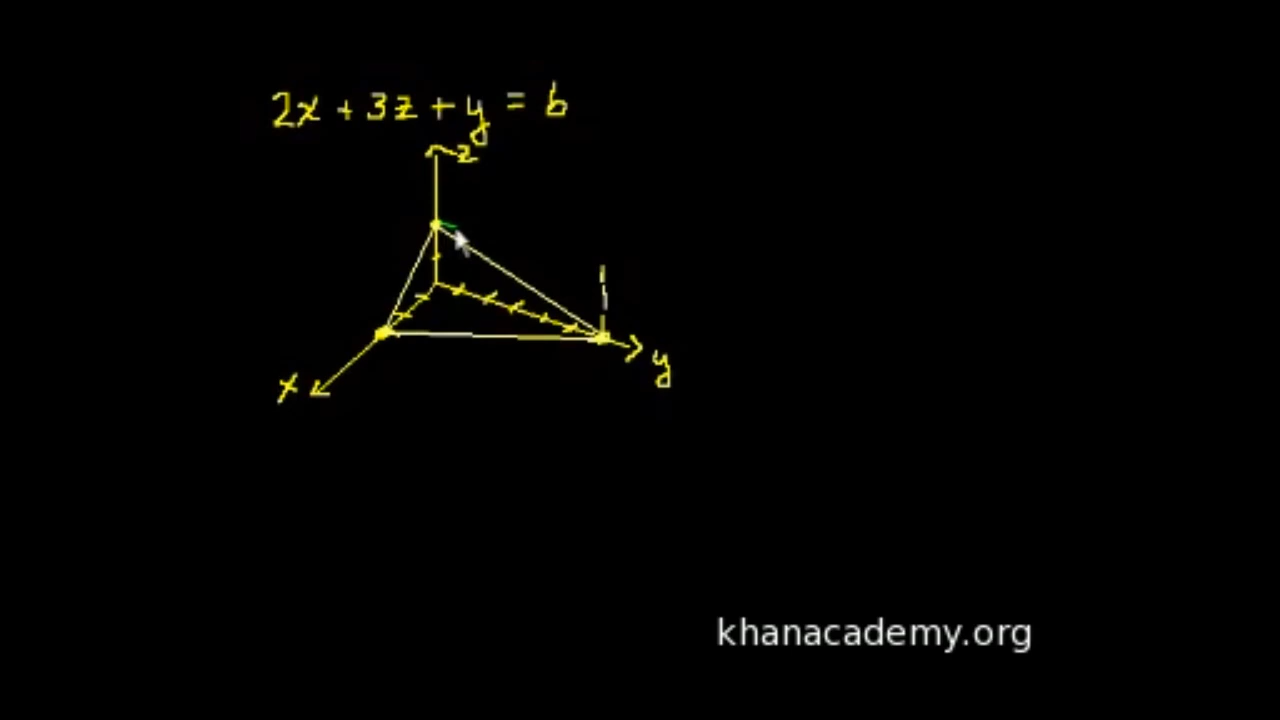 2x + 3z + y = 6
z
y
x
khanacademy.org